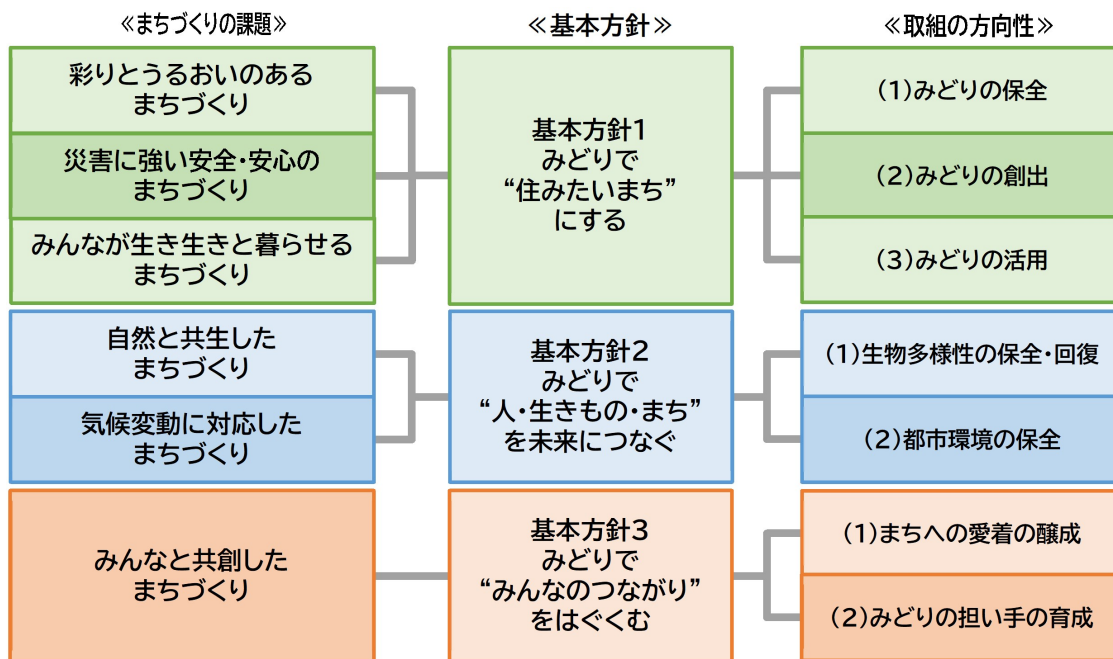 ≪まちづくりの課題≫
≪基本方針≫
≪取組の方向性≫
彩りとうるおいのある
まちづくり
災害に強い安全・安心の
まちづくり
みんなが生き生きと暮らせる
まちづくり
基本方針1
みどりで
“住みたいまち”
にする
(1)みどりの保全
(2)みどりの創出
(3)みどりの活用
自然と共生した
まちづくり
気候変動に対応した
まちづくり
基本方針2
みどりで
“人・生きもの・まち”
を未来につなぐ
(1)生物多様性の保全・回復
(2)都市環境の保全
みんなと共創した
まちづくり
基本方針3
みどりで
“みんなのつながり”
をはぐくむ
(1)まちへの愛着の醸成
(2)みどりの担い手の育成